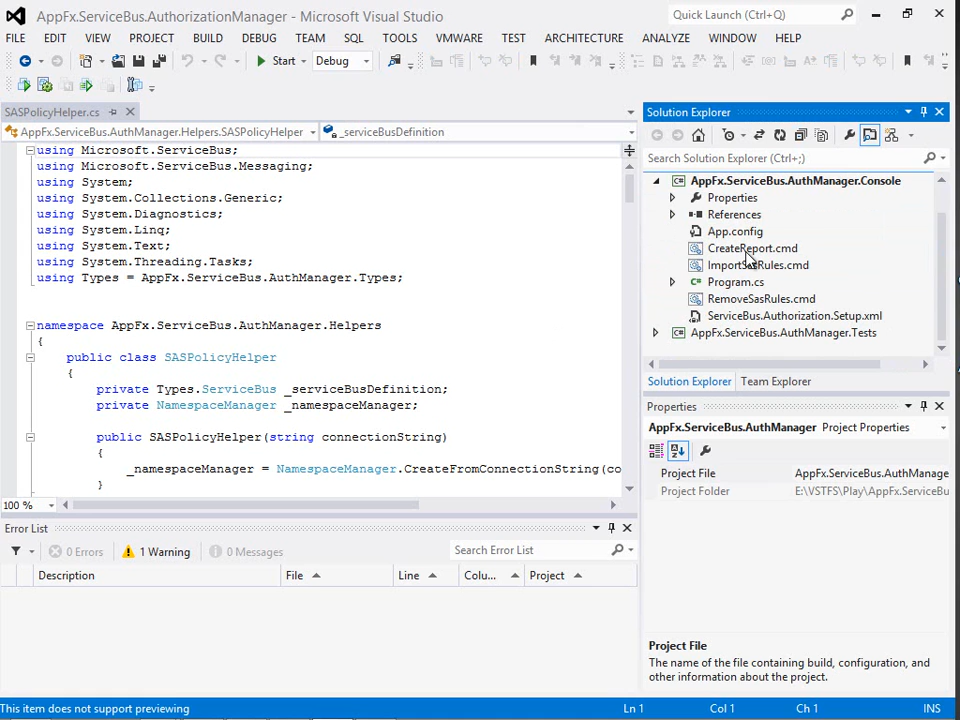 AppFx.ServiceBus.AuthorizationManager - Microsoft Visual Studio
Quick Launch (Ctrl+Q)
FILE EDIT VIEW PROJECT BUILD DEBUG TEAM SQL TOOLS VMWARE TEST ARCHITECTURE ANALYZE WINDOW HELP
Start Debug
SASPolicyHelper.cs
AppFx.ServiceBus.AuthManager.Helpers.SASPolicyHelper
_serviceBusDefinition
using Microsoft.ServiceBus;
using Microsoft.ServiceBus.Messaging;
using System;
using System.Collections.Generic;
using System.Diagnostics;
using System.Linq;
using System.Text;
using System.Threading.Tasks;
using Types = AppFx.ServiceBus.AuthManager.Types;
namespace AppFx.ServiceBus.AuthManager.Helpers
{
public class SASPolicyHelper
{
private Types.ServiceBus _serviceBusDefinition;
private NamespaceManager _namespaceManager;
public SASPolicyHelper(string connectionString)
{
_namespaceManager = NamespaceManager.CreateFromConnectionString(co
}
100 %
Error List
0 Errors 1 Warning 0 Messages
Search Error List
Description File Line Colu... Project
Solution Explorer
Search Solution Explorer (Ctrl+;)
AppFx.ServiceBus.AuthManager.Console
Properties
References
App.config
CreateReport.cmd
ImportSasRules.cmd
Program.cs
RemoveSasRules.cmd
ServiceBus.Authorization.Setup.xml
AppFx.ServiceBus.AuthManager.Tests
Solution Explorer Team Explorer
Properties
AppFx.ServiceBus.AuthManager Project Properties
Project File AppFx.ServiceBus.AuthManage
Project Folder E:\VSTFS\Play\AppFx.ServiceBu
Project File
The name of the file containing build, configuration, and
other information about the project.
This item does not support previewing
Ln 1 Col 1 Ch 1 INS